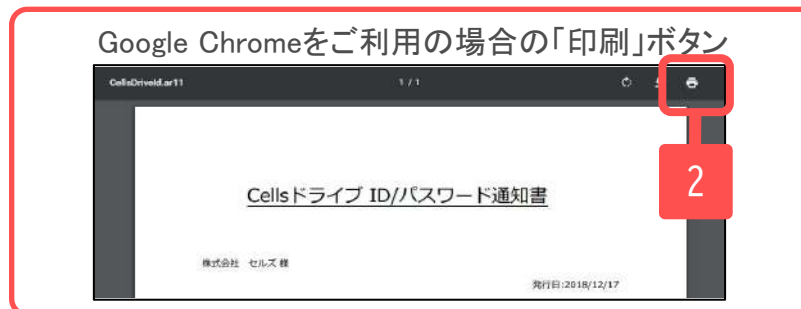 Google Chromeをご利用の場合の「印刷」ボタン
CellsDriveId.ar11
1 / 1
2
Cellsドライブ ID/パスワード通知書
株式会社 セルズ 様
発行日:2018/12/17